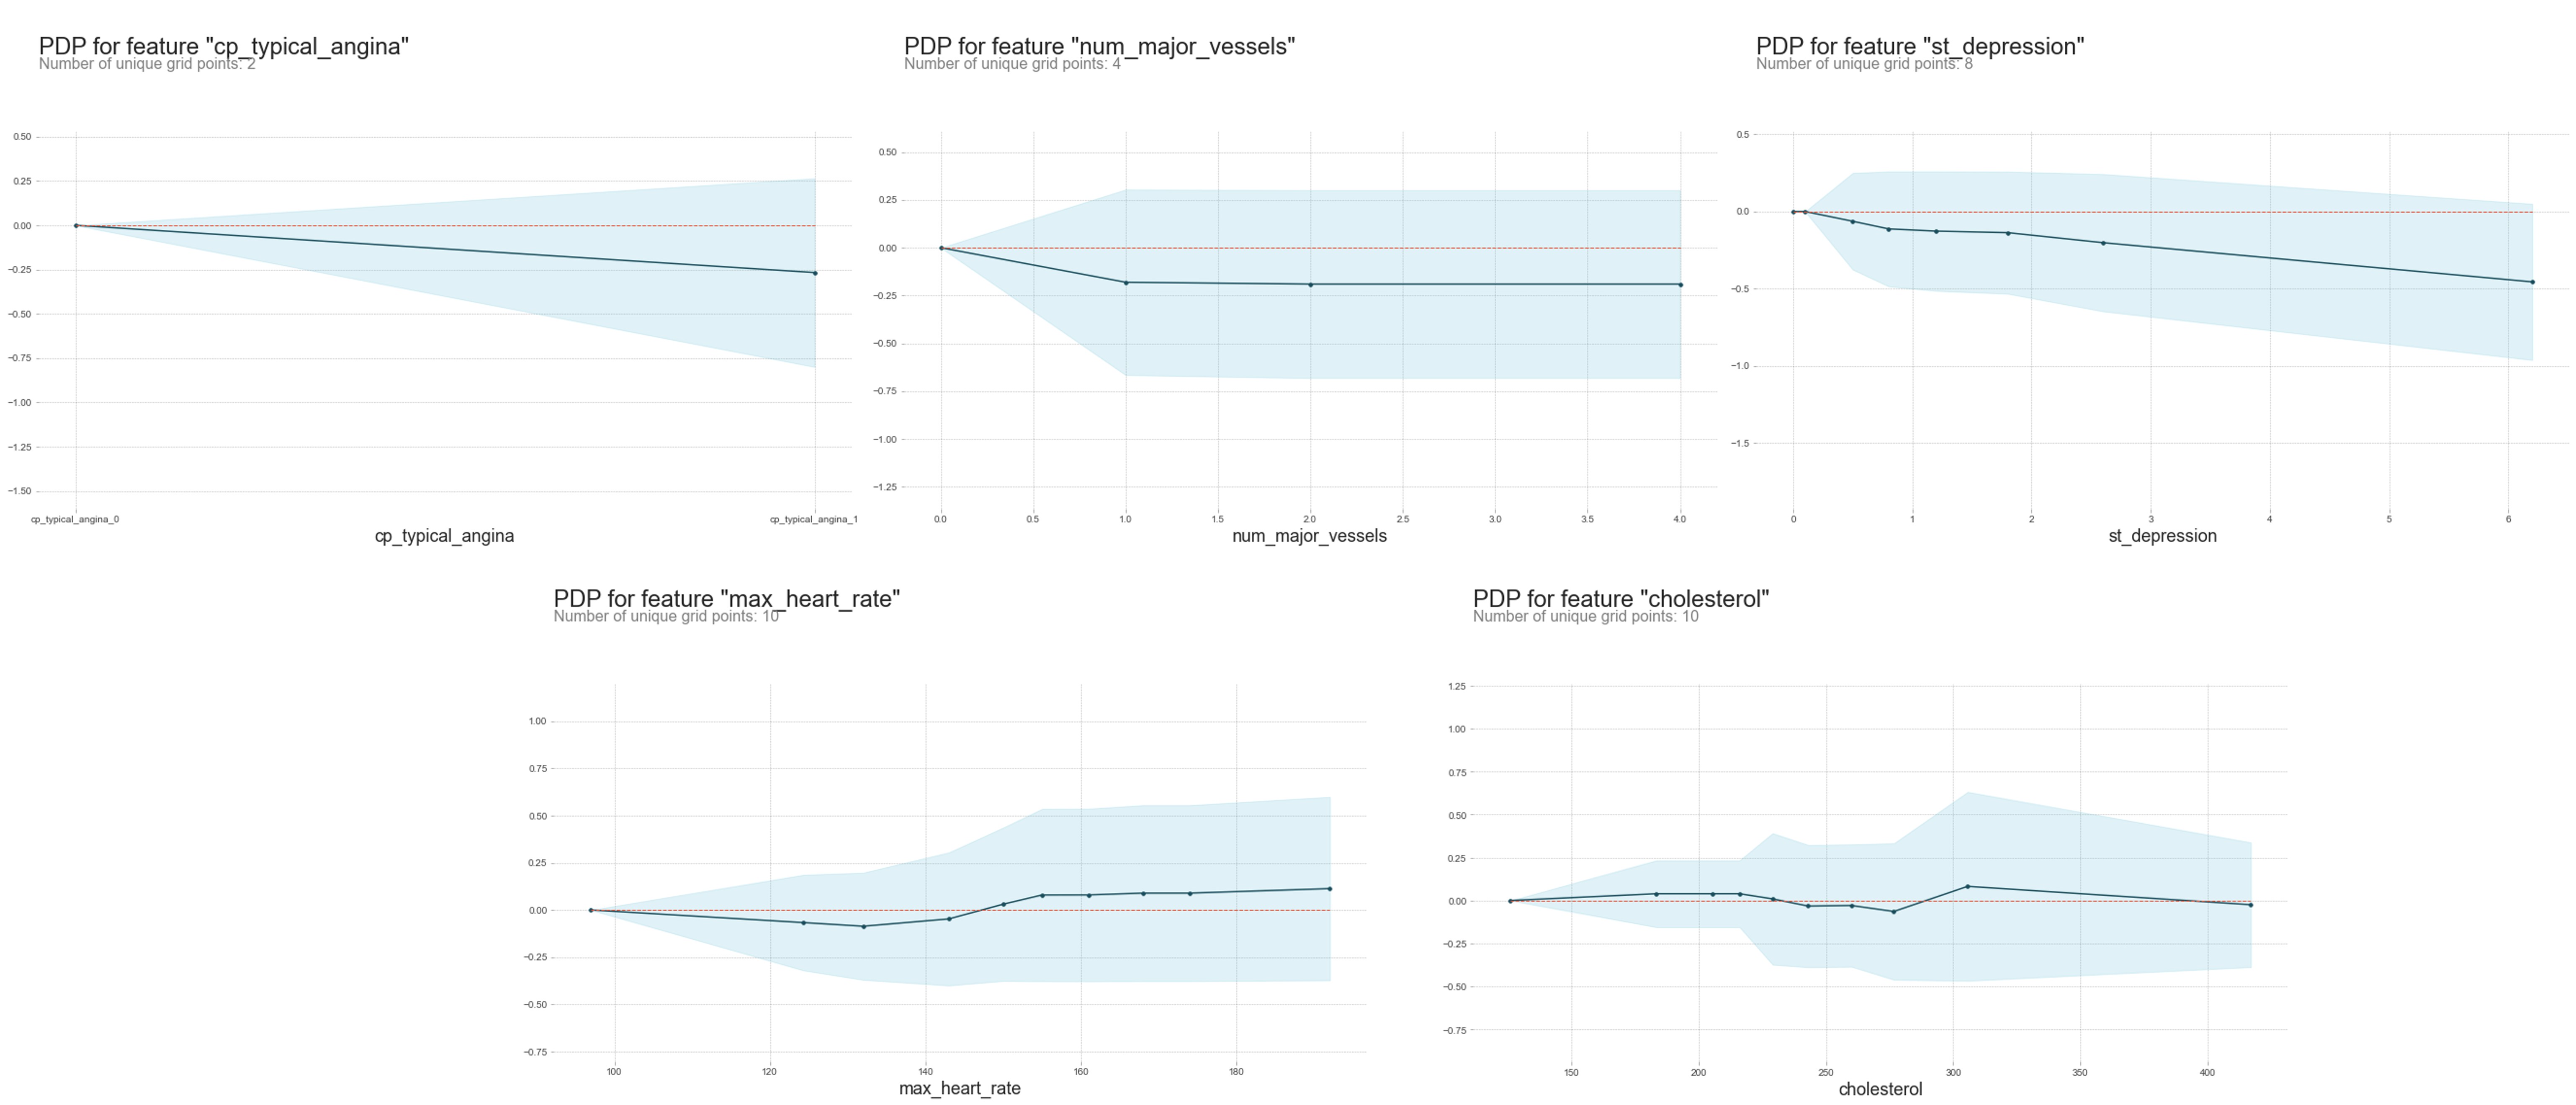 PDP for feature "cp_typical_angina"
Number of unique grid points: 2
0.50
0.25
0.00
−0.25
−0.50
−0.75
−1.00
−1.25
−1.50
cp_typical_angina_0
cp_typical_angina_1
cp_typical_angina
PDP for feature "num_major_vessels"
Number of unique grid points: 4
0.50
0.25
0.00
−0.25
−0.50
−0.75
−1.00
−1.25
0.0 0.5 1.0 1.5 2.0 2.5 3.0 3.5 4.0
num_major_vessels
PDP for feature "st_depression"
Number of unique grid points: 8
0.5
0.0
−0.5
−1.0
−1.5
0 1 2 3 4 5 6
st_depression
PDP for feature "max_heart_rate"
Number of unique grid points: 10
1.00
0.75
0.50
0.25
0.00
−0.25
−0.50
−0.75
100 120 140 160 180
max_heart_rate
PDP for feature "cholesterol"
Number of unique grid points: 10
1.25
1.00
0.75
0.50
0.25
0.00
−0.25
−0.50
−0.75
150 200 250 300 350 400
cholesterol